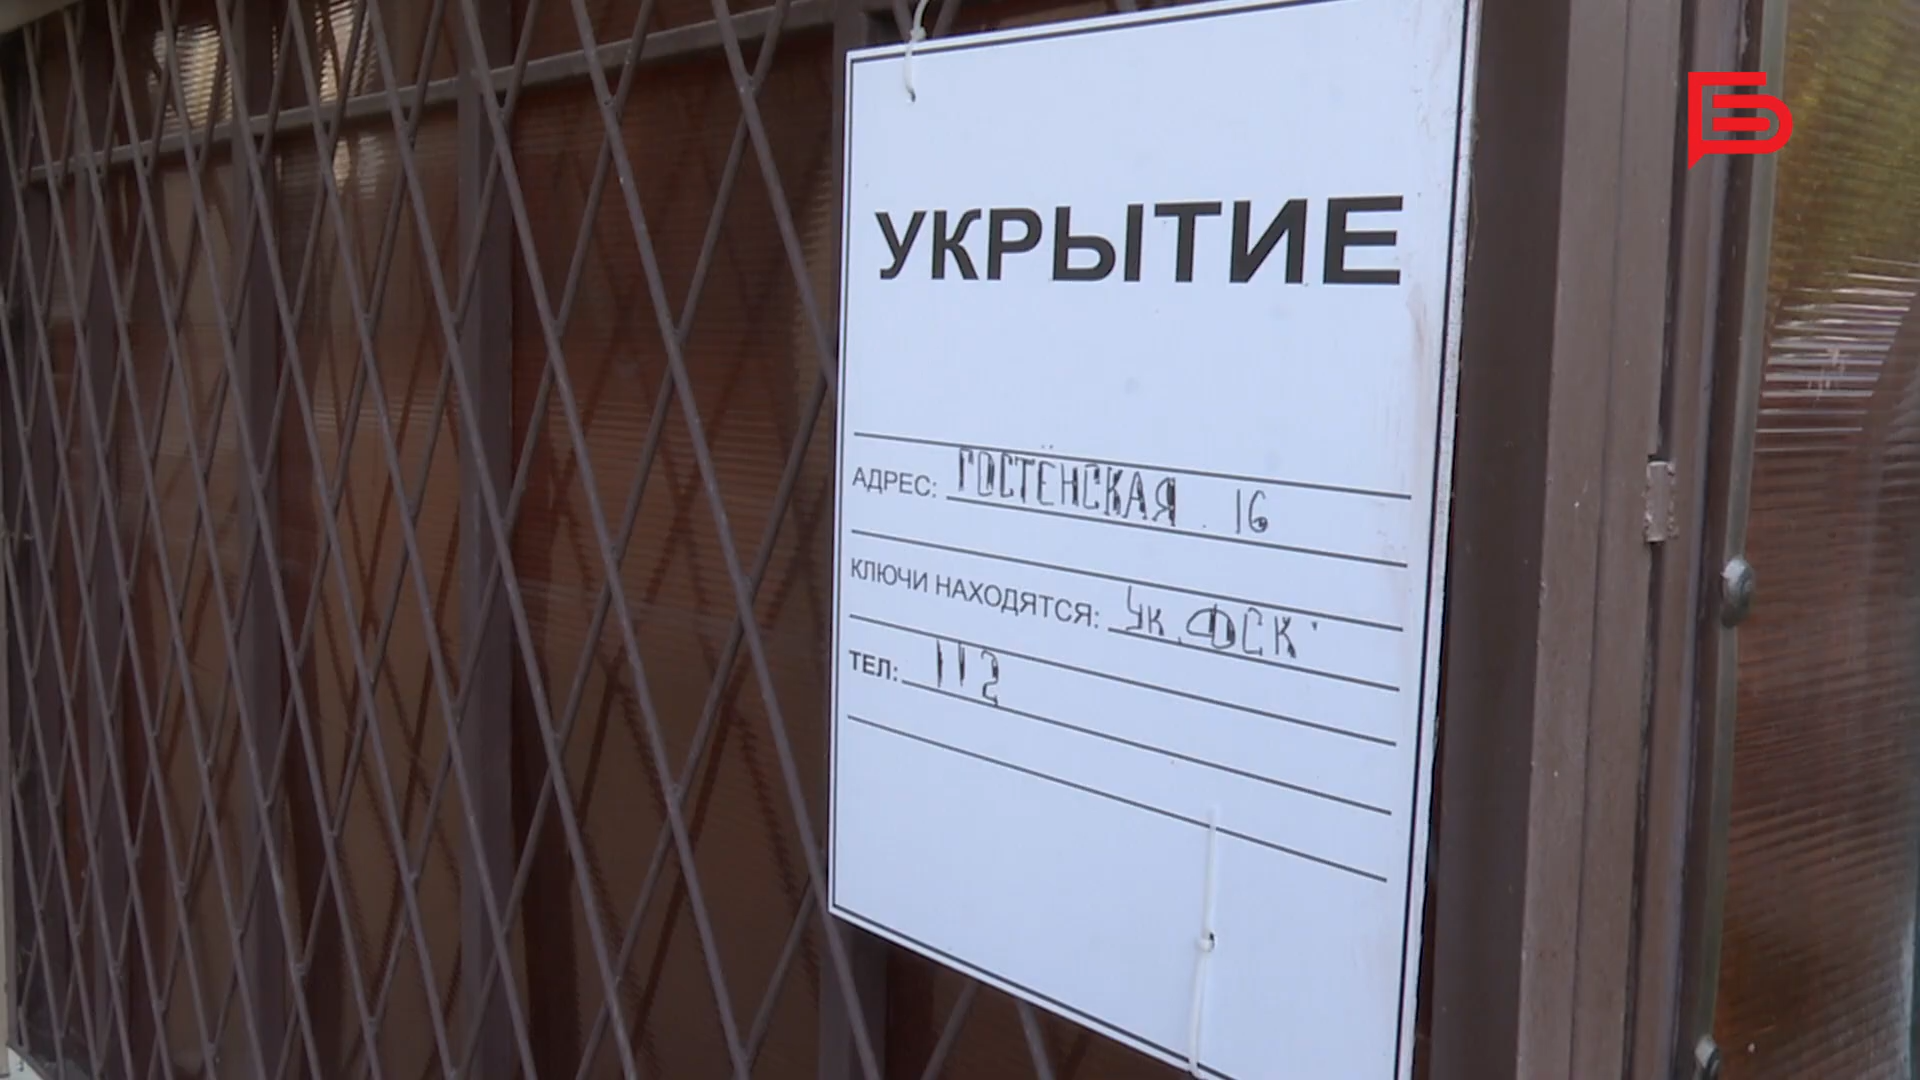 УКРЫТИЕ
АДРЕС: ГОСТЁНСКАЯ 16
КЛЮЧИ НАХОДЯТСЯ: УК. ФСК
ТЕЛ: 112